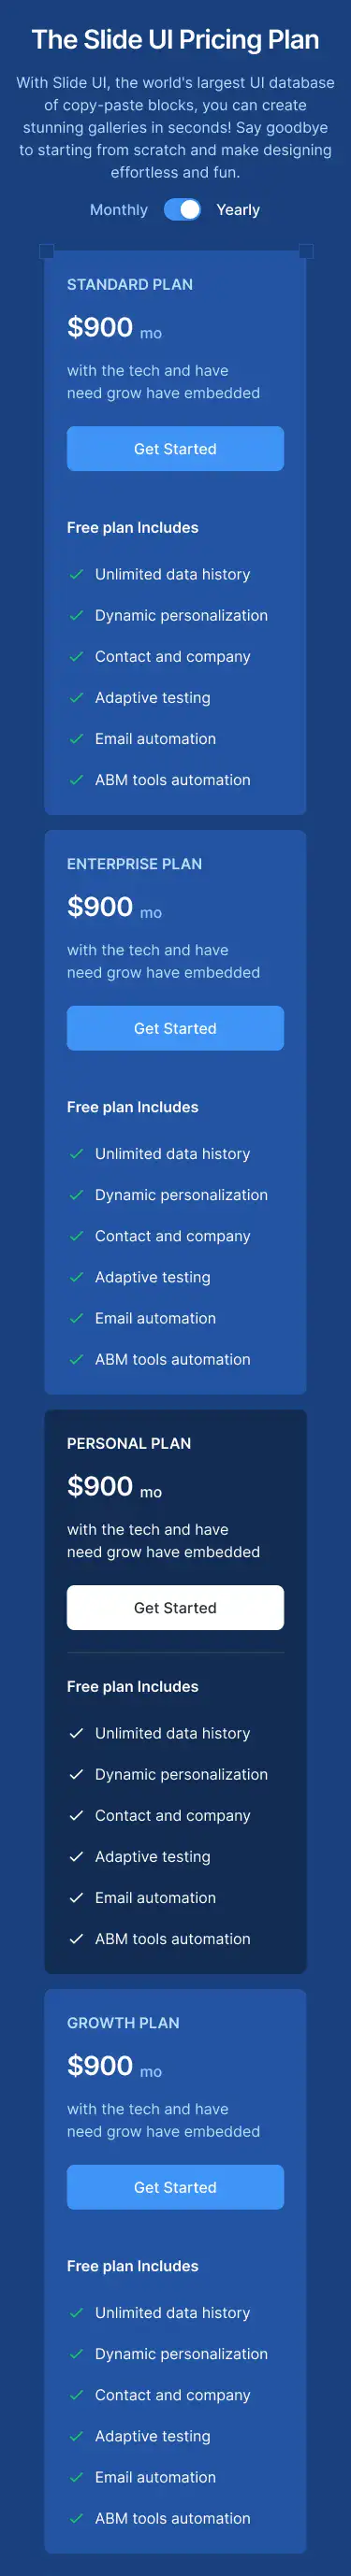 The Slide UI Pricing Plan
With Slide UI, the world's largest UI database
of copy-paste blocks, you can create
stunning galleries in seconds! Say goodbye
to starting from scratch and make designing
effortless and fun.
Monthly Yearly
STANDARD PLAN
$900 mo
with the tech and have
need grow have embedded
Get Started
Free plan Includes
Unlimited data history
Dynamic personalization
Contact and company
Adaptive testing
Email automation
ABM tools automation
ENTERPRISE PLAN
$900 mo
with the tech and have
need grow have embedded
Get Started
Free plan Includes
Unlimited data history
Dynamic personalization
Contact and company
Adaptive testing
Email automation
ABM tools automation
PERSONAL PLAN
$900 mo
with the tech and have
need grow have embedded
Get Started
Free plan Includes
Unlimited data history
Dynamic personalization
Contact and company
Adaptive testing
Email automation
ABM tools automation
GROWTH PLAN
$900 mo
with the tech and have
need grow have embedded
Get Started
Free plan Includes
Unlimited data history
Dynamic personalization
Contact and company
Adaptive testing
Email automation
ABM tools automation